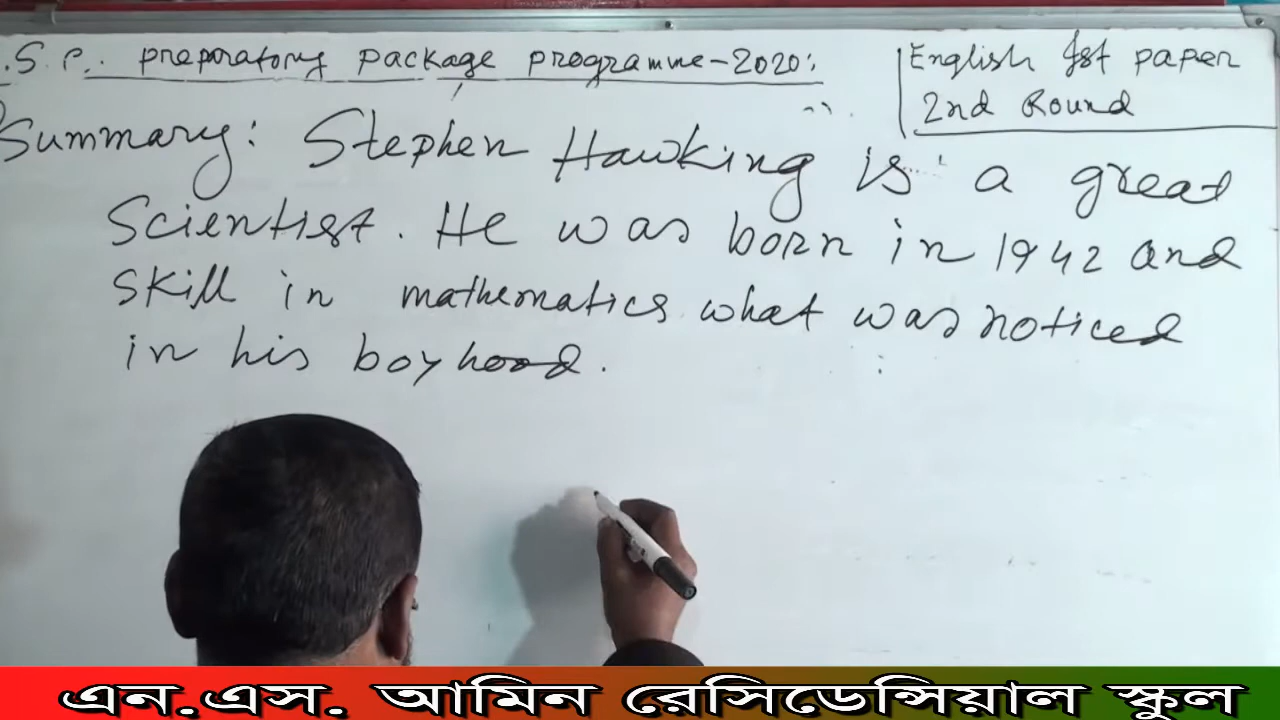 .S.C. preparatory package programme-2020:
English 1st paper
2nd Round
Summary: Stephen Hawking is a great
Scientist. He was born in 1942 and
skill in mathematics what was noticed
in his boyhood.
এন.এস. আমিন রেসিডেন্সিয়াল স্কুল